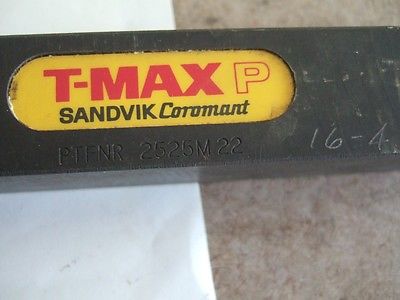 T-MAX P
SANDVIK Coromant
PTFNR 2525M 22
16-4